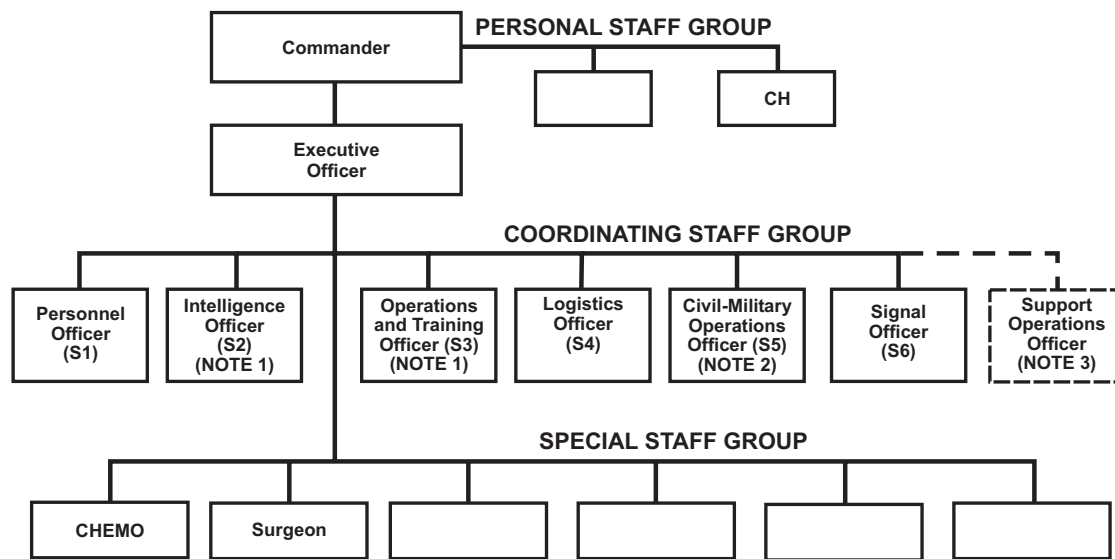 PERSONAL STAFF GROUP
Commander
CH
Executive
Officer
COORDINATING STAFF GROUP
Personnel
Officer
(S1)
Intelligence
Officer
(S2)
(NOTE 1)
Operations
and Training
Officer (S3)
(NOTE 1)
Logistics
Officer
(S4)
Civil-Military
Operations
Officer (S5)
(NOTE 2)
Signal
Officer
(S6)
Support
Operations
Officer
(NOTE 3)
SPECIAL STAFF GROUP
CHEMO
Surgeon